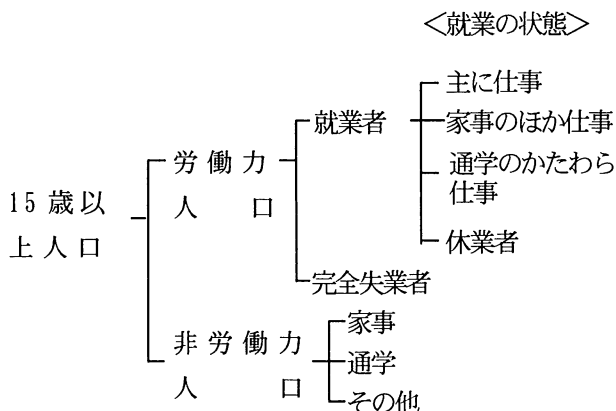 ＜就業の状態＞
主に仕事
就業者
家事のほか仕事
労働力
人口
通学のかたわら
仕事
15歳以
上人口
休業者
完全失業者
家事
非労働力
人口
通学
その他